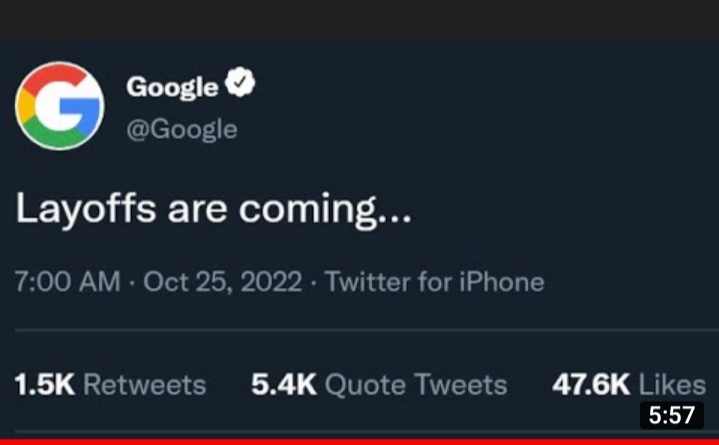 Google
@Google
Layoffs are coming...
7:00 AM · Oct 25, 2022 · Twitter for iPhone
1.5K Retweets 5.4K Quote Tweets 47.6K Likes
5:57